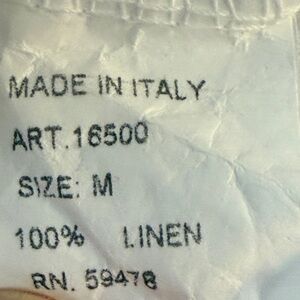 MADE IN ITALY
ART.16500
SIZE: M
100% LINEN
RN. 59478